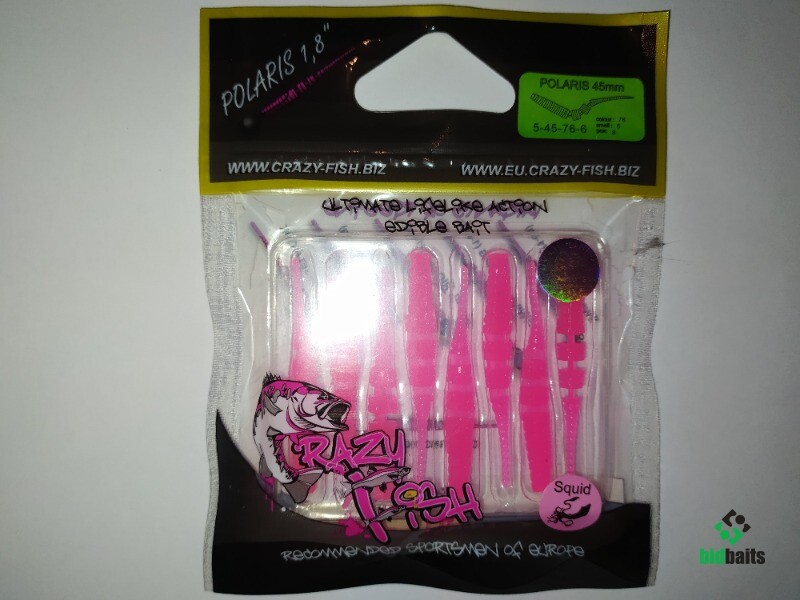 POLARIS 1,8"
POLARIS 45mm
5-45-76-6
WWW.CRAZY-FISH.BIZ
WWW.EU.CRAZY-FISH.BIZ
ULTIMATE LIFELIKE ACTION
EDIBLE BAIT
CRAZY
FISH
Squid
5
RECOMMENDED SPORTSMEN OF EUROPE
bidbaits